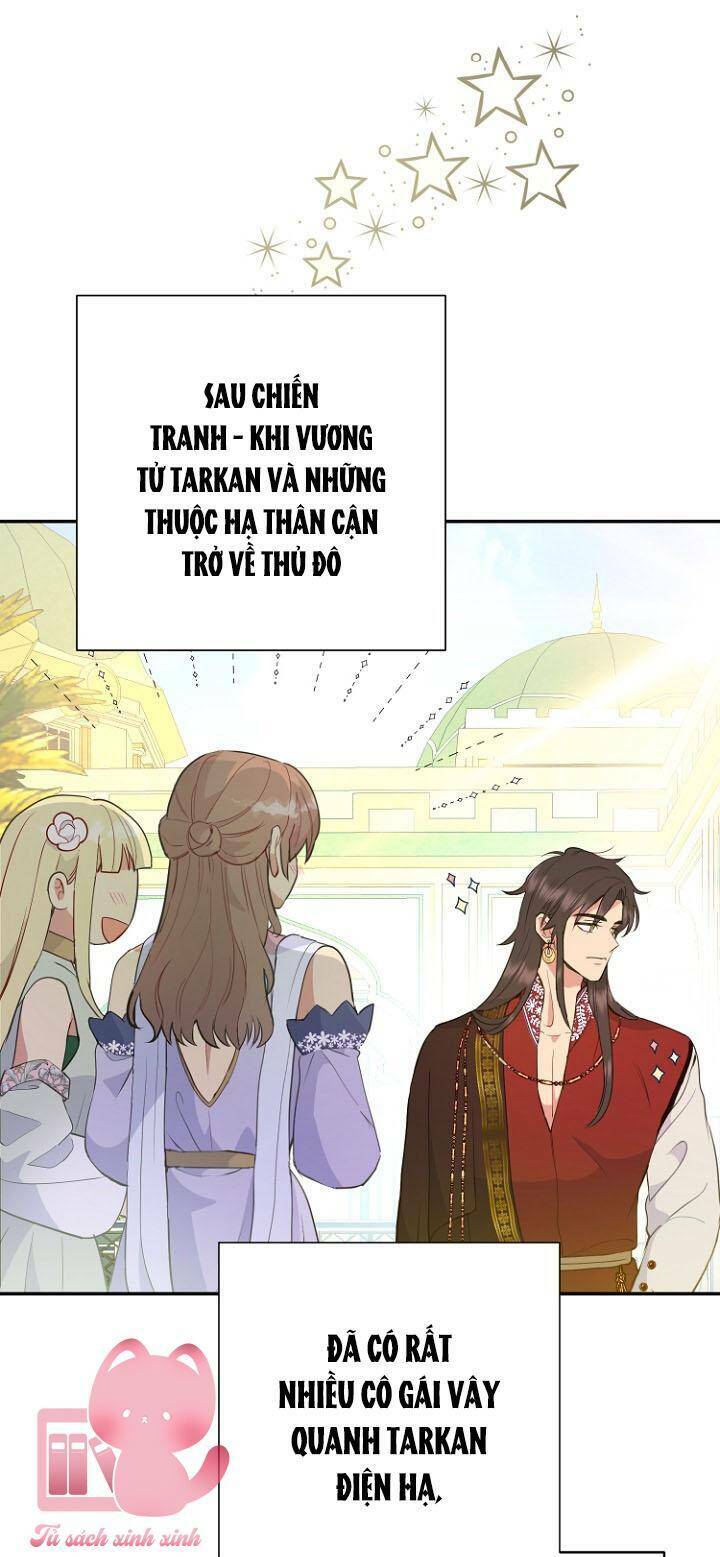 SAU CHIẾN
TRANH - KHI VƯƠNG
TỬ TARKAN VÀ NHỮNG
THUỘC HẠ THÂN CẬN
TRỞ VỀ THỦ ĐÔ
ĐÃ CÓ RẤT
NHIỀU CÔ GÁI VÂY
QUANH TARKAN
ĐIỆN HẠ,
Tủ sách xinh xinh